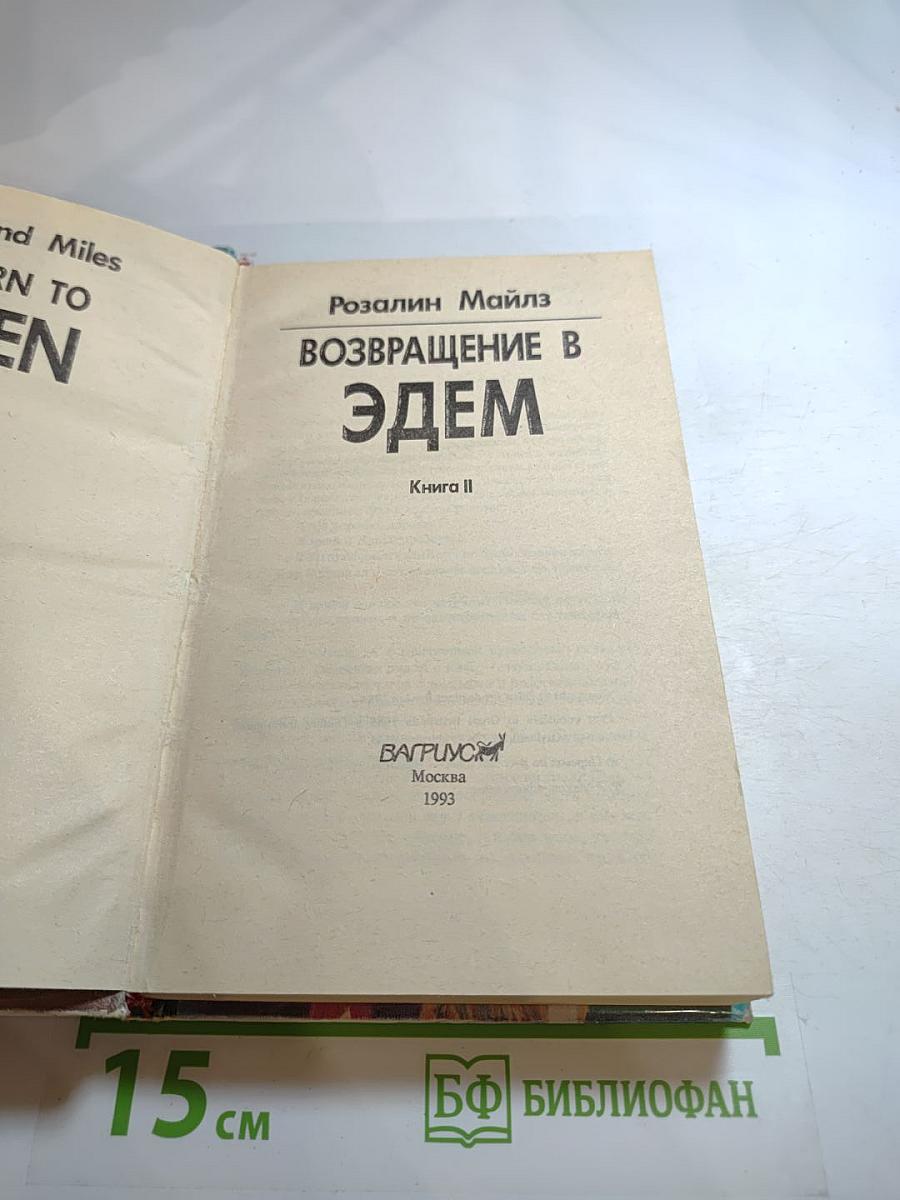 nd Miles
RN TO
EN
Розалин Майлз
ВОЗВРАЩЕНИЕ В
ЭДЕМ
Книга II
ВАГРИУС
Москва
1993
15 см
БФ БИБЛИОФАН